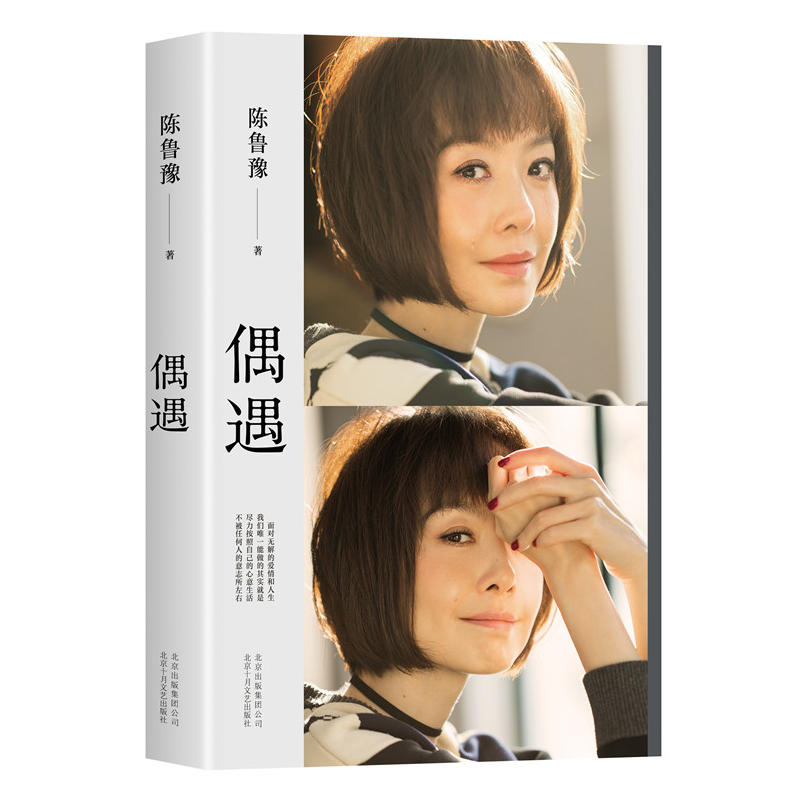 陈鲁豫
著
偶遇
北京出版集团公司
北京十月文艺出版社
陈鲁豫
著
偶遇
面对无解的爱情和人生
我们唯一能做的其实就是
尽力按照自己的心意生活
不被任何人的意志所左右
北京出版集团公司
北京十月文艺出版社